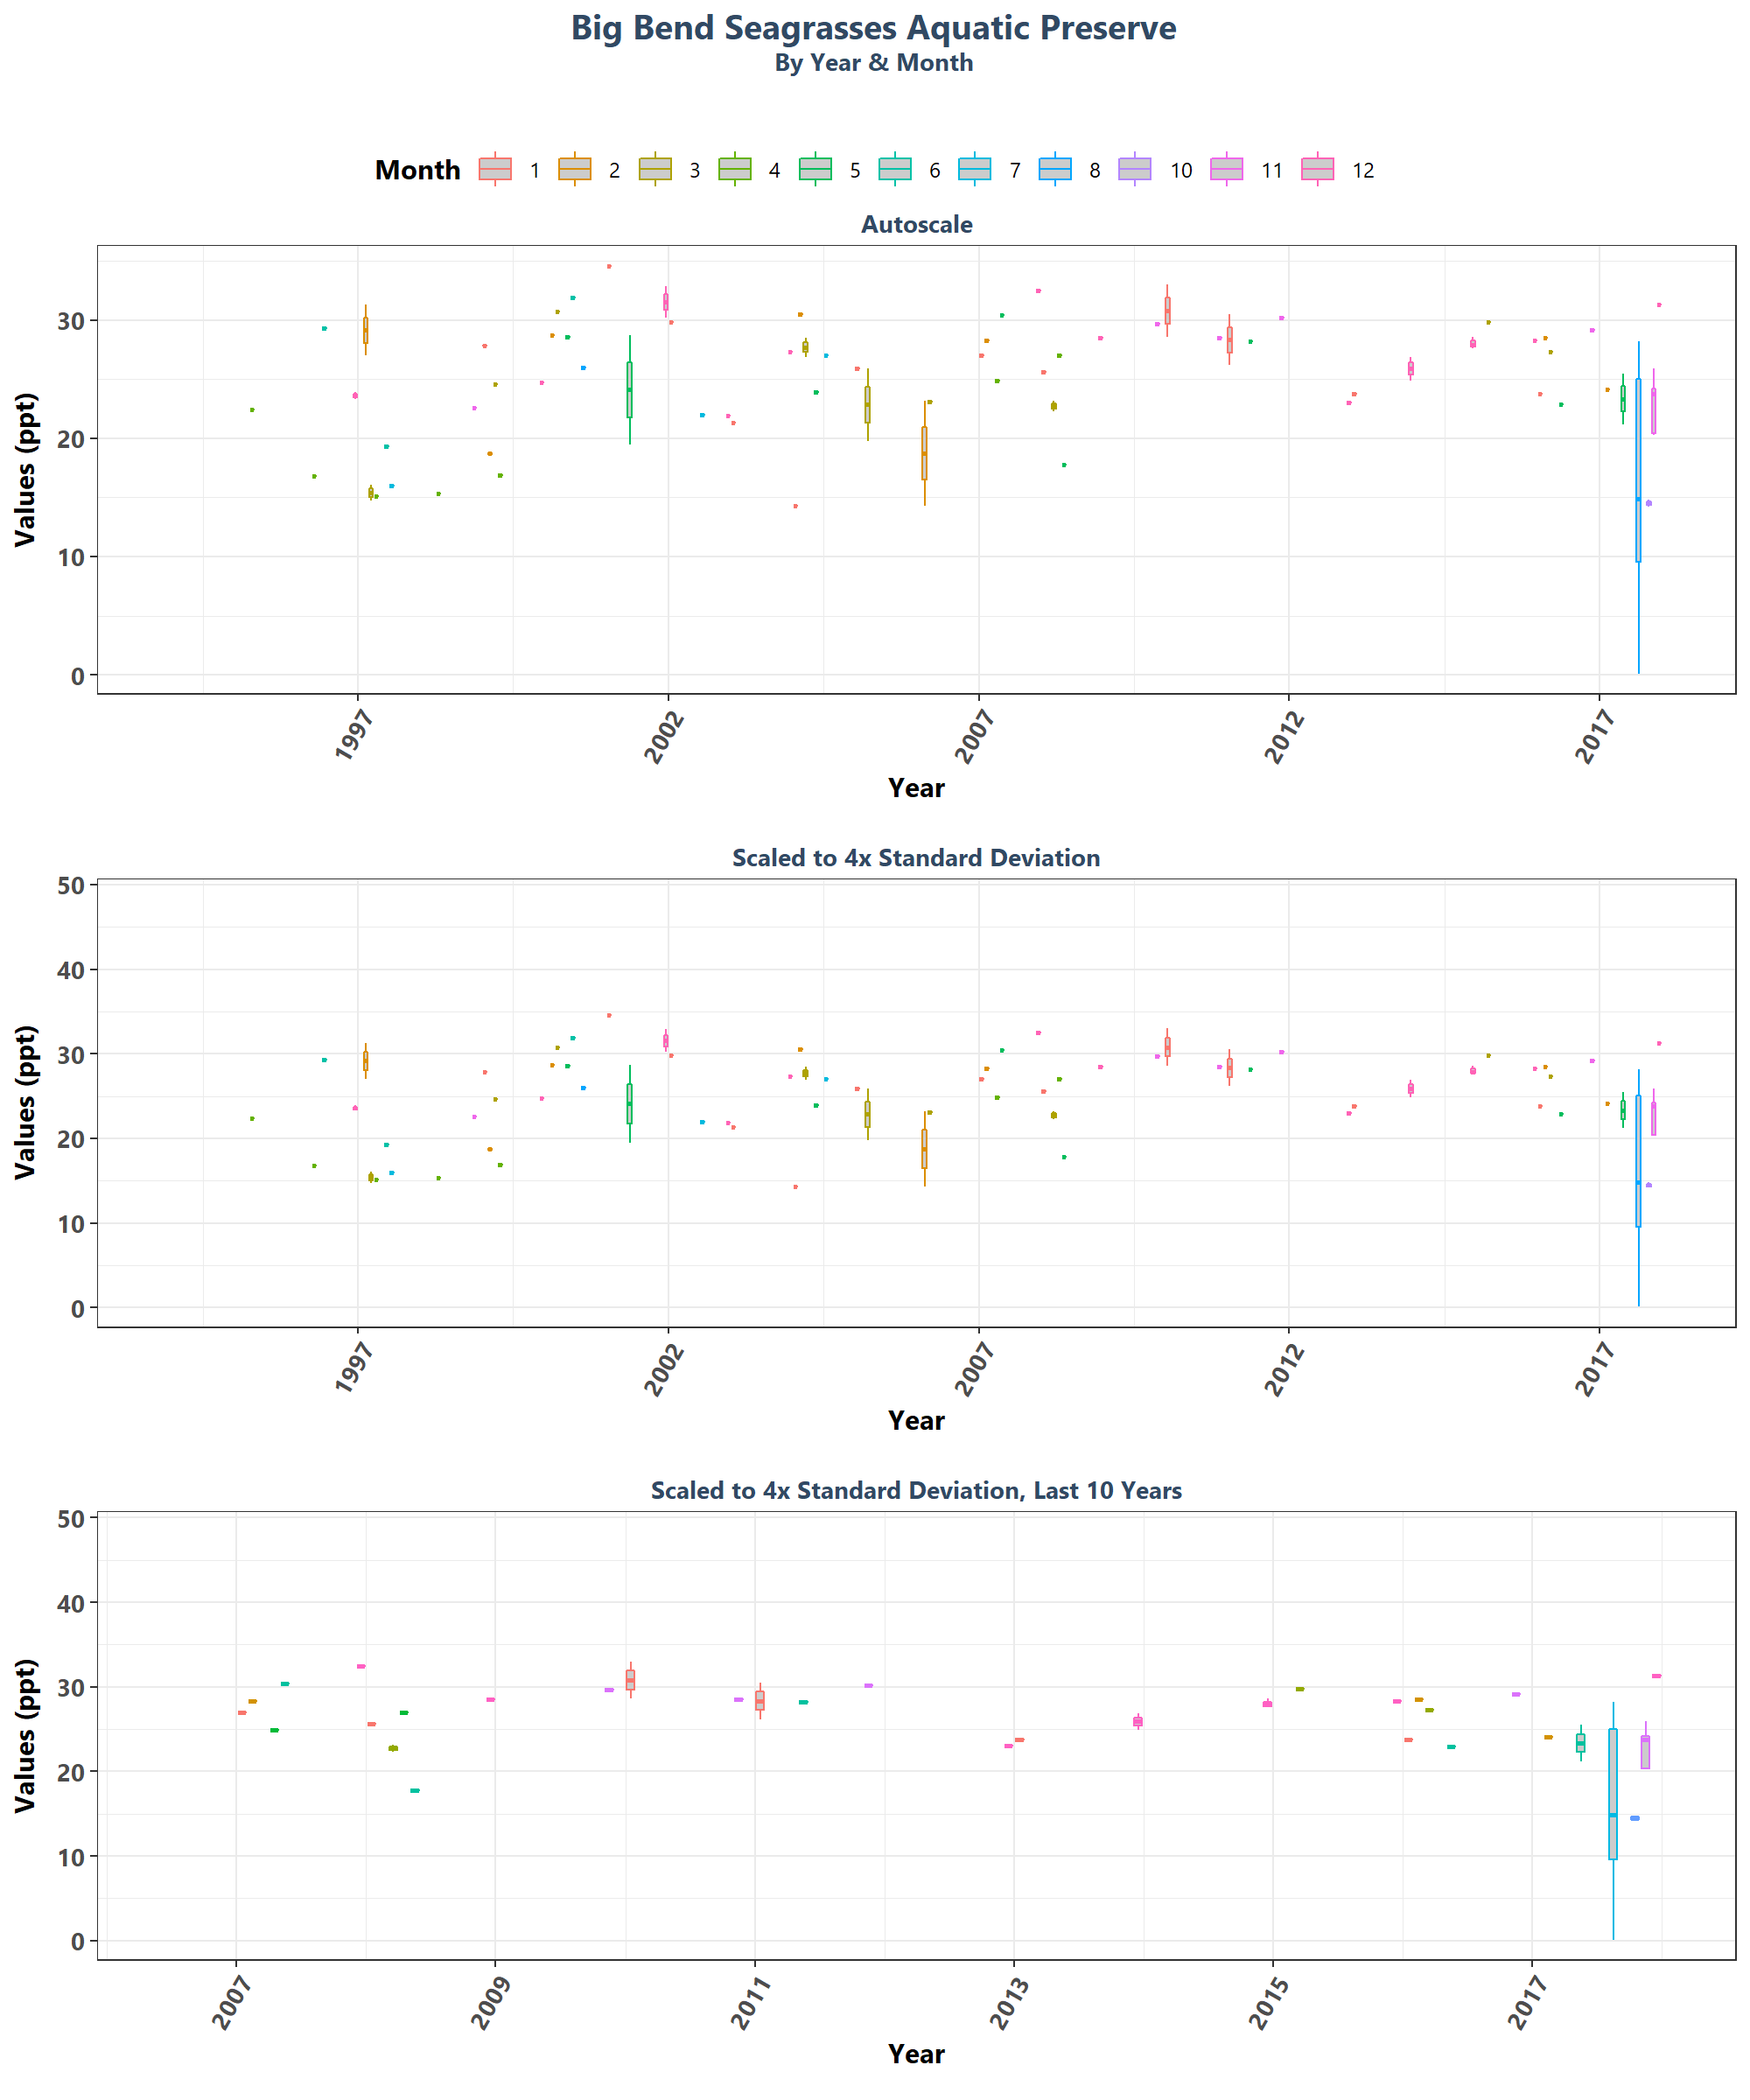 Big Bend Seagrasses Aquatic Preserve
By Year & Month
Month 1 2 3 4 5 6 7 8 10 11 12
Autoscale
Values (ppt)
30
20
10
0
1997 2002 2007 2012 2017
Year
Scaled to 4x Standard Deviation
Values (ppt)
50
40
30
20
10
0
1997 2002 2007 2012 2017
Year
Scaled to 4x Standard Deviation, Last 10 Years
Values (ppt)
50
40
30
20
10
0
2007 2009 2011 2013 2015 2017
Year